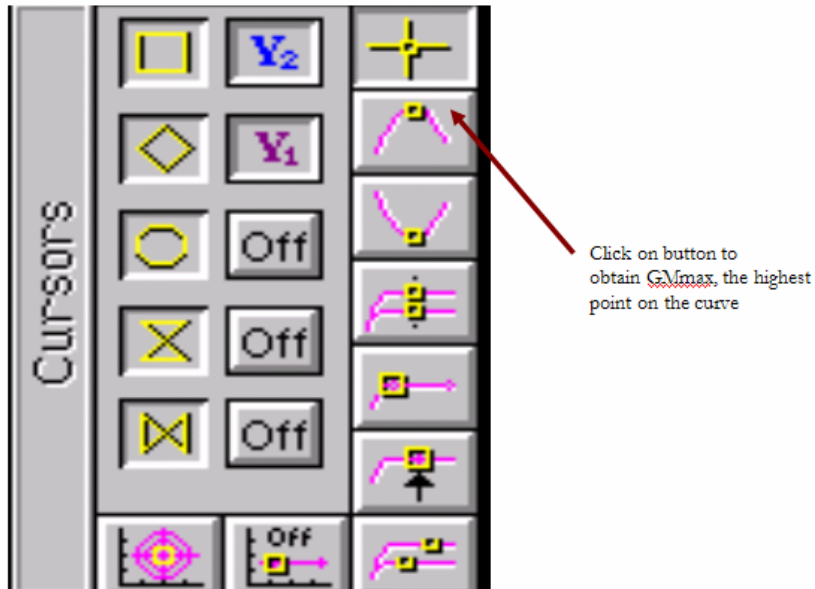 Cursors
Y2
Y1
Off
Off
Off
Off
Click on button to
obtain GMmax, the highest
point on the curve